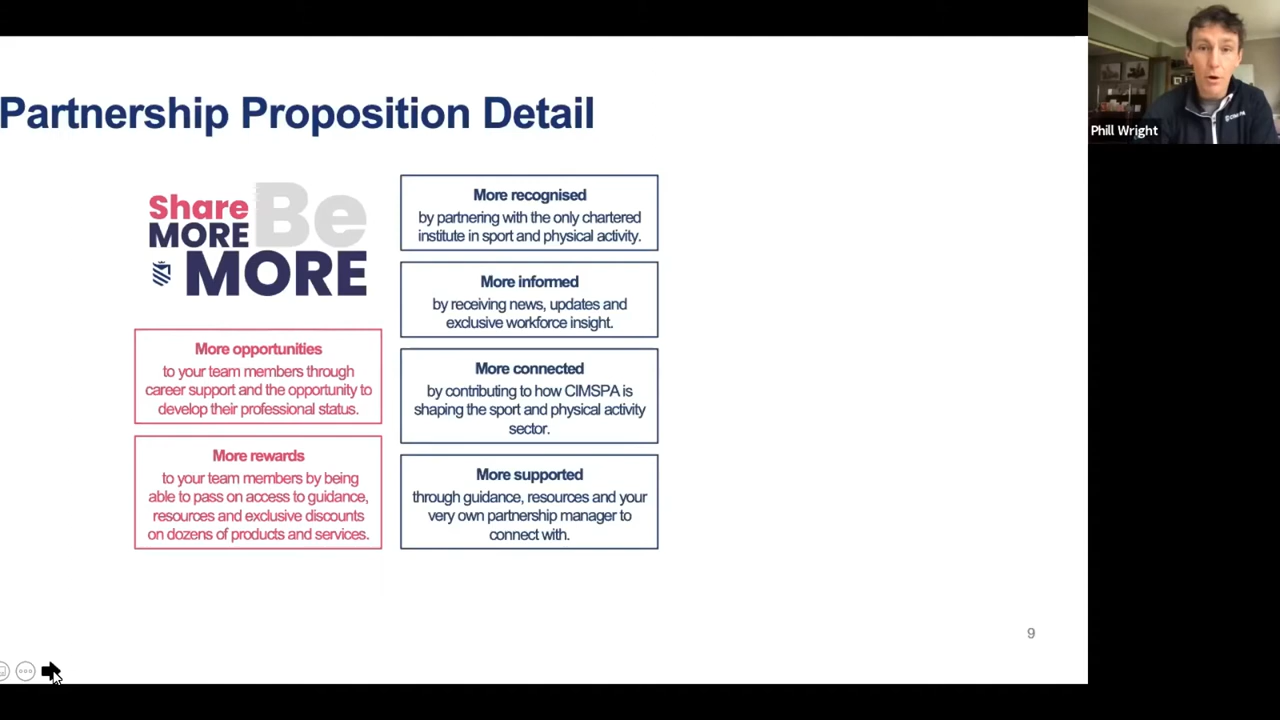 Partnership Proposition Detail
Share
MORE
Be
MORE
More opportunities
to your team members through
career support and the opportunity to
develop their professional status.
More rewards
to your team members by being
able to pass on access to guidance,
resources and exclusive discounts
on dozens of products and services.
More recognised
by partnering with the only chartered
institute in sport and physical activity.
More informed
by receiving news, updates and
exclusive workforce insight.
More connected
by contributing to how CIMSPA is
shaping the sport and physical activity
sector.
More supported
through guidance, resources and your
very own partnership manager to
connect with.
9
Phill Wright